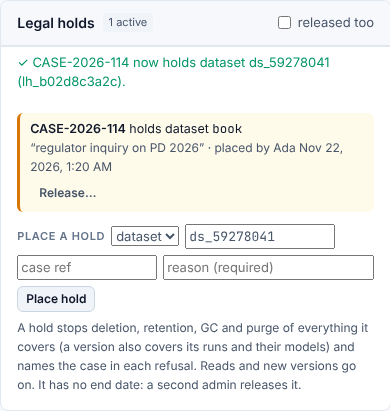 Legal holds 1 active released too
✓ CASE-2026-114 now holds dataset ds_59278041
(lh_b02d8c3a2c).
CASE-2026-114 holds dataset book
“regulator inquiry on PD 2026” · placed by Ada Nov 22,
2026, 1:20 AM
Release…
PLACE A HOLD dataset ds_59278041
case ref reason (required)
Place hold
A hold stops deletion, retention, GC and purge of everything it
covers (a version also covers its runs and their models) and
names the case in each refusal. Reads and new versions go
on. It has no end date: a second admin releases it.